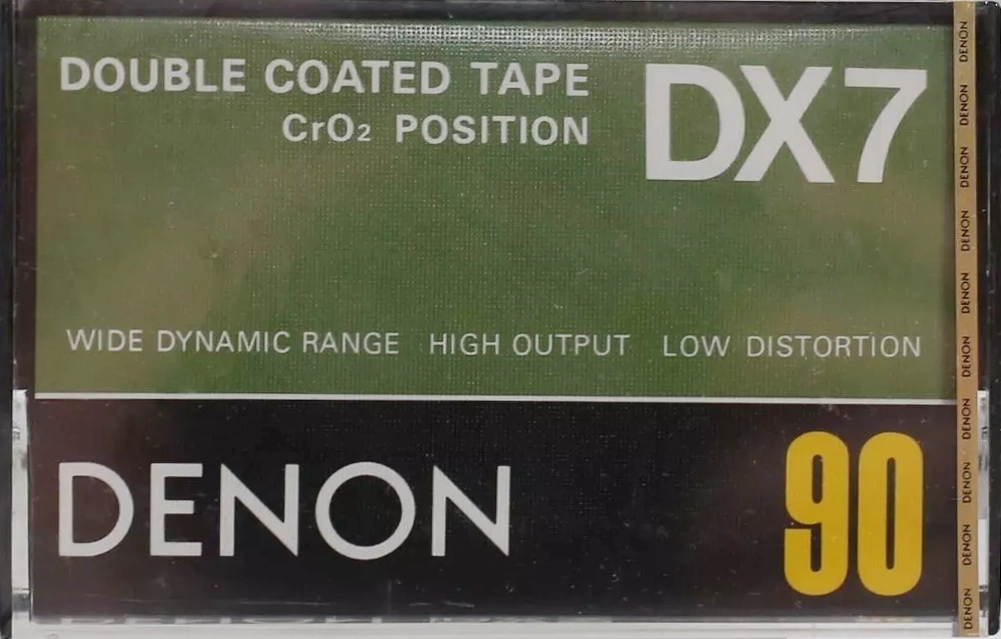 DOUBLE COATED TAPE
CrO₂ POSITION
DX7
WIDE DYNAMIC RANGE HIGH OUTPUT LOW DISTORTION
DENON
90
DENON DENON DENON DENON DENON DENON DENON DENON DENON DENON